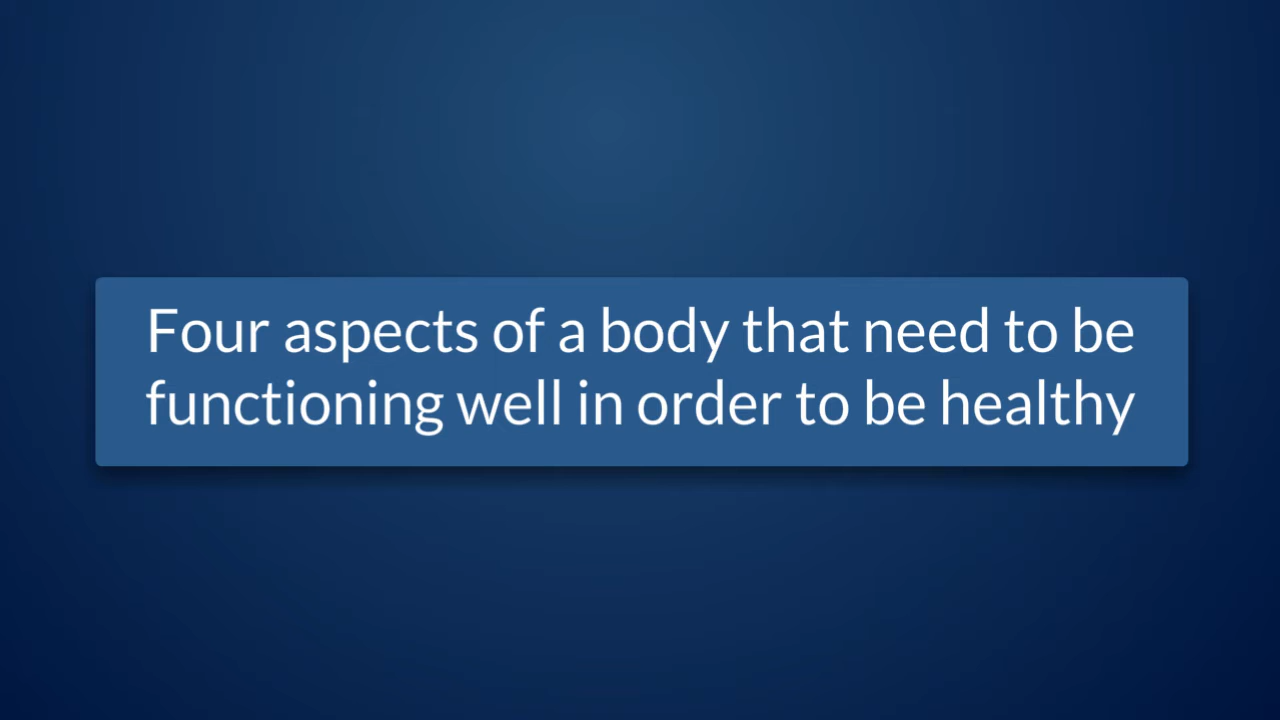 Four aspects of a body that need to be
functioning well in order to be healthy